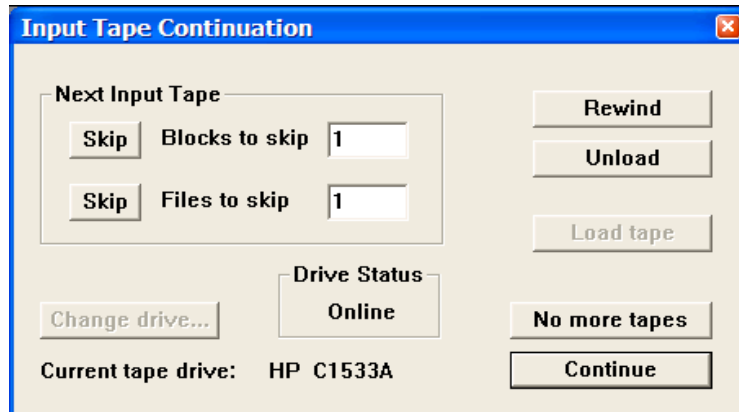 Input Tape Continuation
Next Input Tape
Skip Blocks to skip 1
Skip Files to skip 1
Rewind
Unload
Load tape
Drive Status
Online
Change drive...
No more tapes
Current tape drive: HP C1533A
Continue